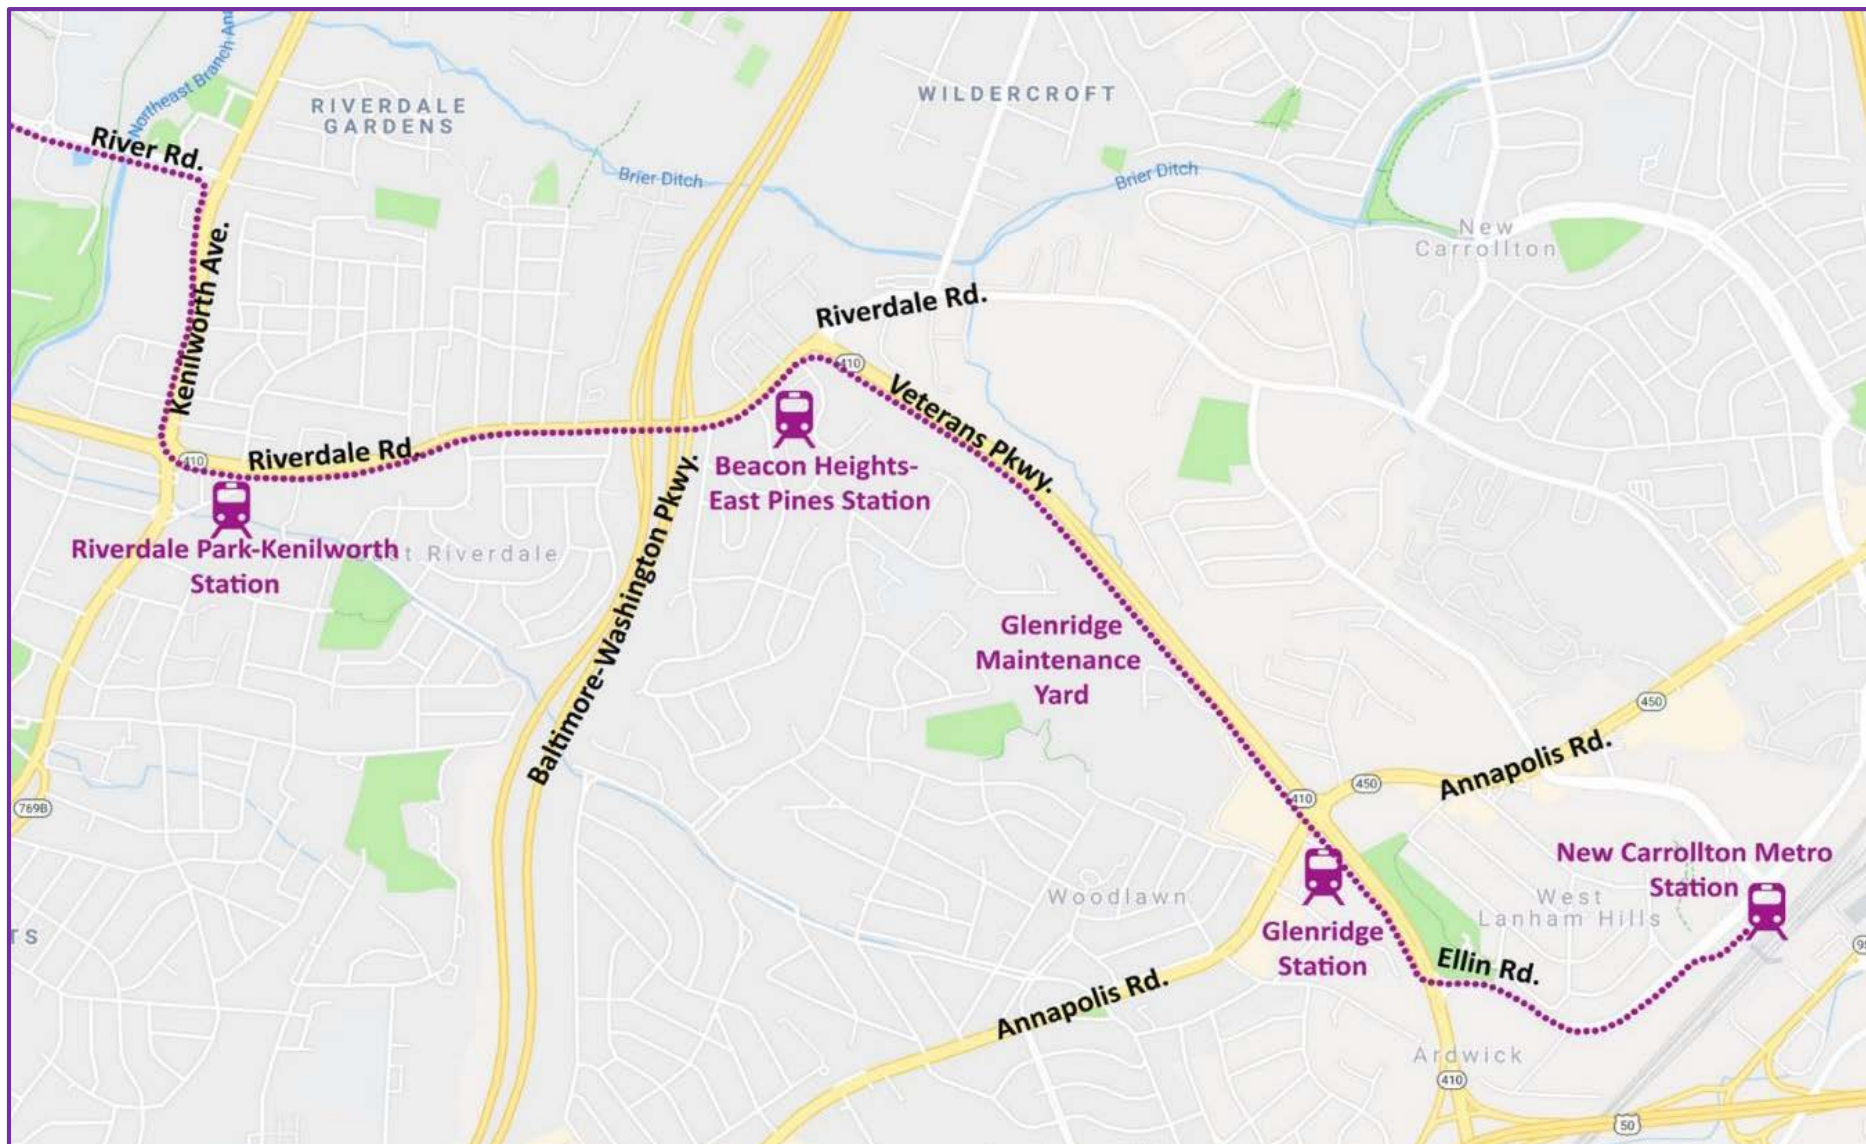 Northeast Branch Ana
RIVERDALE
GARDENS
WILDERCROFT
River Rd.
Brier Ditch
Brier Ditch
New
Carrollton
Kenilworth Ave.
Riverdale Rd.
410
Veterans Pkwy.
410
Riverdale Rd.
Beacon Heights-
East Pines Station
Baltimore-Washington Pkwy.
Riverdale Park-Kenilworth
Station
t Riverdale
Glenridge
Maintenance
Yard
450
Annapolis Rd.
450
410
769B
New Carrollton Metro
Station
Woodlawn
West
Lanham Hills
Glenridge
Station
TS
Ellin Rd.
Annapolis Rd.
Ardwick
410
50